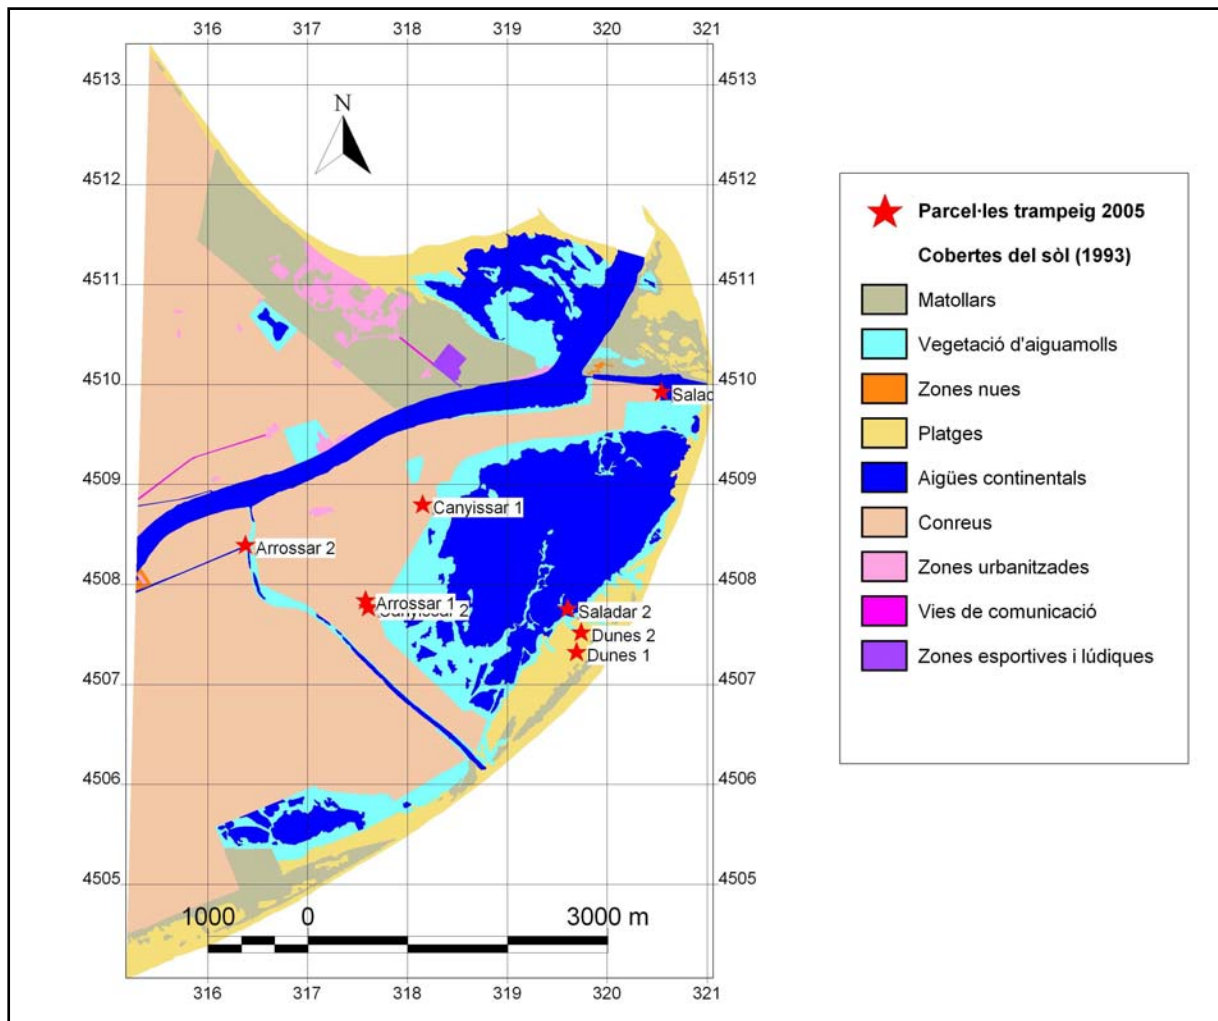 316 317 318 319 320 321
4513 4513
N
4512 4512
4511 4511
4510 4510
Salad
4509 4509
Canyissar 1
Arrossar 2
4508 4508
Arrossar 1
2
Saladar 2
Dunes 2
Dunes 1
4507 4507
4506 4506
4505 4505
1000 0 3000 m
316 317 318 319 320 321
Parcel·les trampeig 2005
Cobertes del sòl (1993)
Matollars
Vegetació d'aiguamolls
Zones nues
Platges
Aigües continentals
Conreus
Zones urbanitzades
Vies de comunicació
Zones esportives i lúdiques